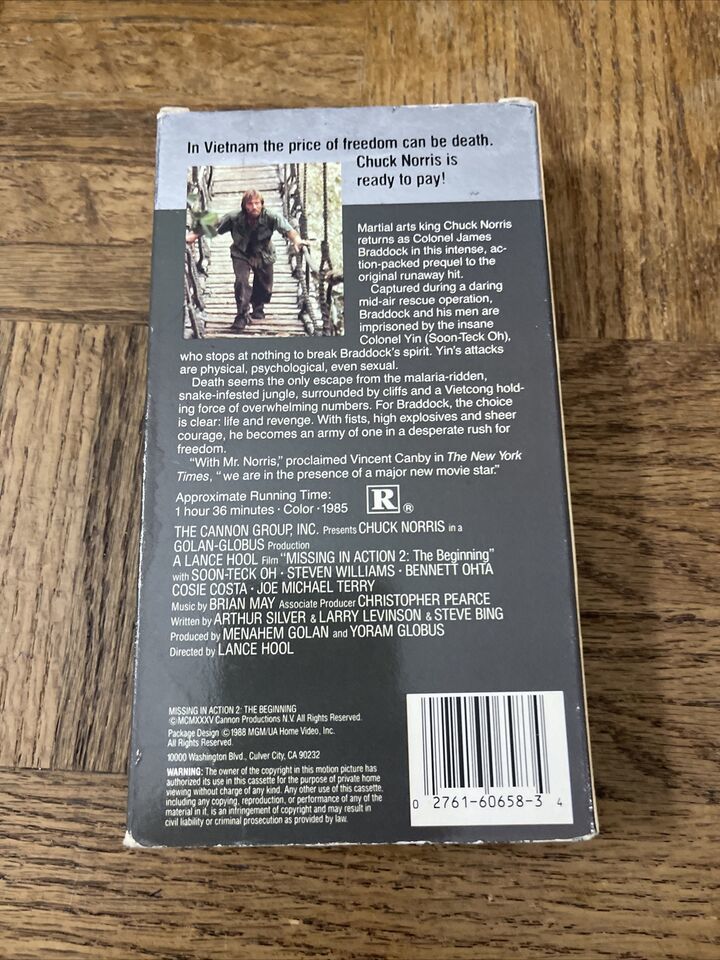 In Vietnam the price of freedom can be death.
Chuck Norris is
ready to pay!
Martial arts king Chuck Norris
returns as Colonel James
Braddock in this intense, ac-
tion-packed prequel to the
original runaway hit.
Captured during a daring
mid-air rescue operation,
Braddock and his men are
imprisoned by the insane
Colonel Yin (Soon-Teck Oh),
who stops at nothing to break Braddock's spirit. Yin's attacks
are physical, psychological, even sexual.
Death seems the only escape from the malaria-ridden,
snake-infested jungle, surrounded by cliffs and a Vietcong hold-
ing force of overwhelming numbers. For Braddock, the choice
is clear: life and revenge. With fists, high explosives and sheer
courage, he becomes an army of one in a desperate rush for
freedom.
"With Mr. Norris," proclaimed Vincent Canby in The New York
Times, "we are in the presence of a major new movie star."
Approximate Running Time:
1 hour 36 minutes · Color · 1985
R ®
THE CANNON GROUP, INC. Presents CHUCK NORRIS in a
GOLAN-GLOBUS Production
A LANCE HOOL Film "MISSING IN ACTION 2: The Beginning"
with SOON-TECK OH · STEVEN WILLIAMS · BENNETT OHTA
COSIE COSTA · JOE MICHAEL TERRY
Music by BRIAN MAY Associate Producer CHRISTOPHER PEARCE
Written by ARTHUR SILVER & LARRY LEVINSON & STEVE BING
Produced by MENAHEM GOLAN and YORAM GLOBUS
Directed by LANCE HOOL
MISSING IN ACTION 2: THE BEGINNING
©MCMXXXV Cannon Productions N.V. All Rights Reserved.
Package Design © 1988 MGM/UA Home Video, Inc.
All Rights Reserved.
10000 Washington Blvd., Culver City, CA 90232
WARNING: The owner of the copyright in this motion picture has
authorized its use in this cassette for the purpose of private home
viewing without charge of any kind. Any other use of this cassette,
including any copying, reproduction, or performance of any of the
material in it, is an infringement of copyright and may result in
civil liability or criminal prosecution as provided by law.
0 2761-60658-3 4